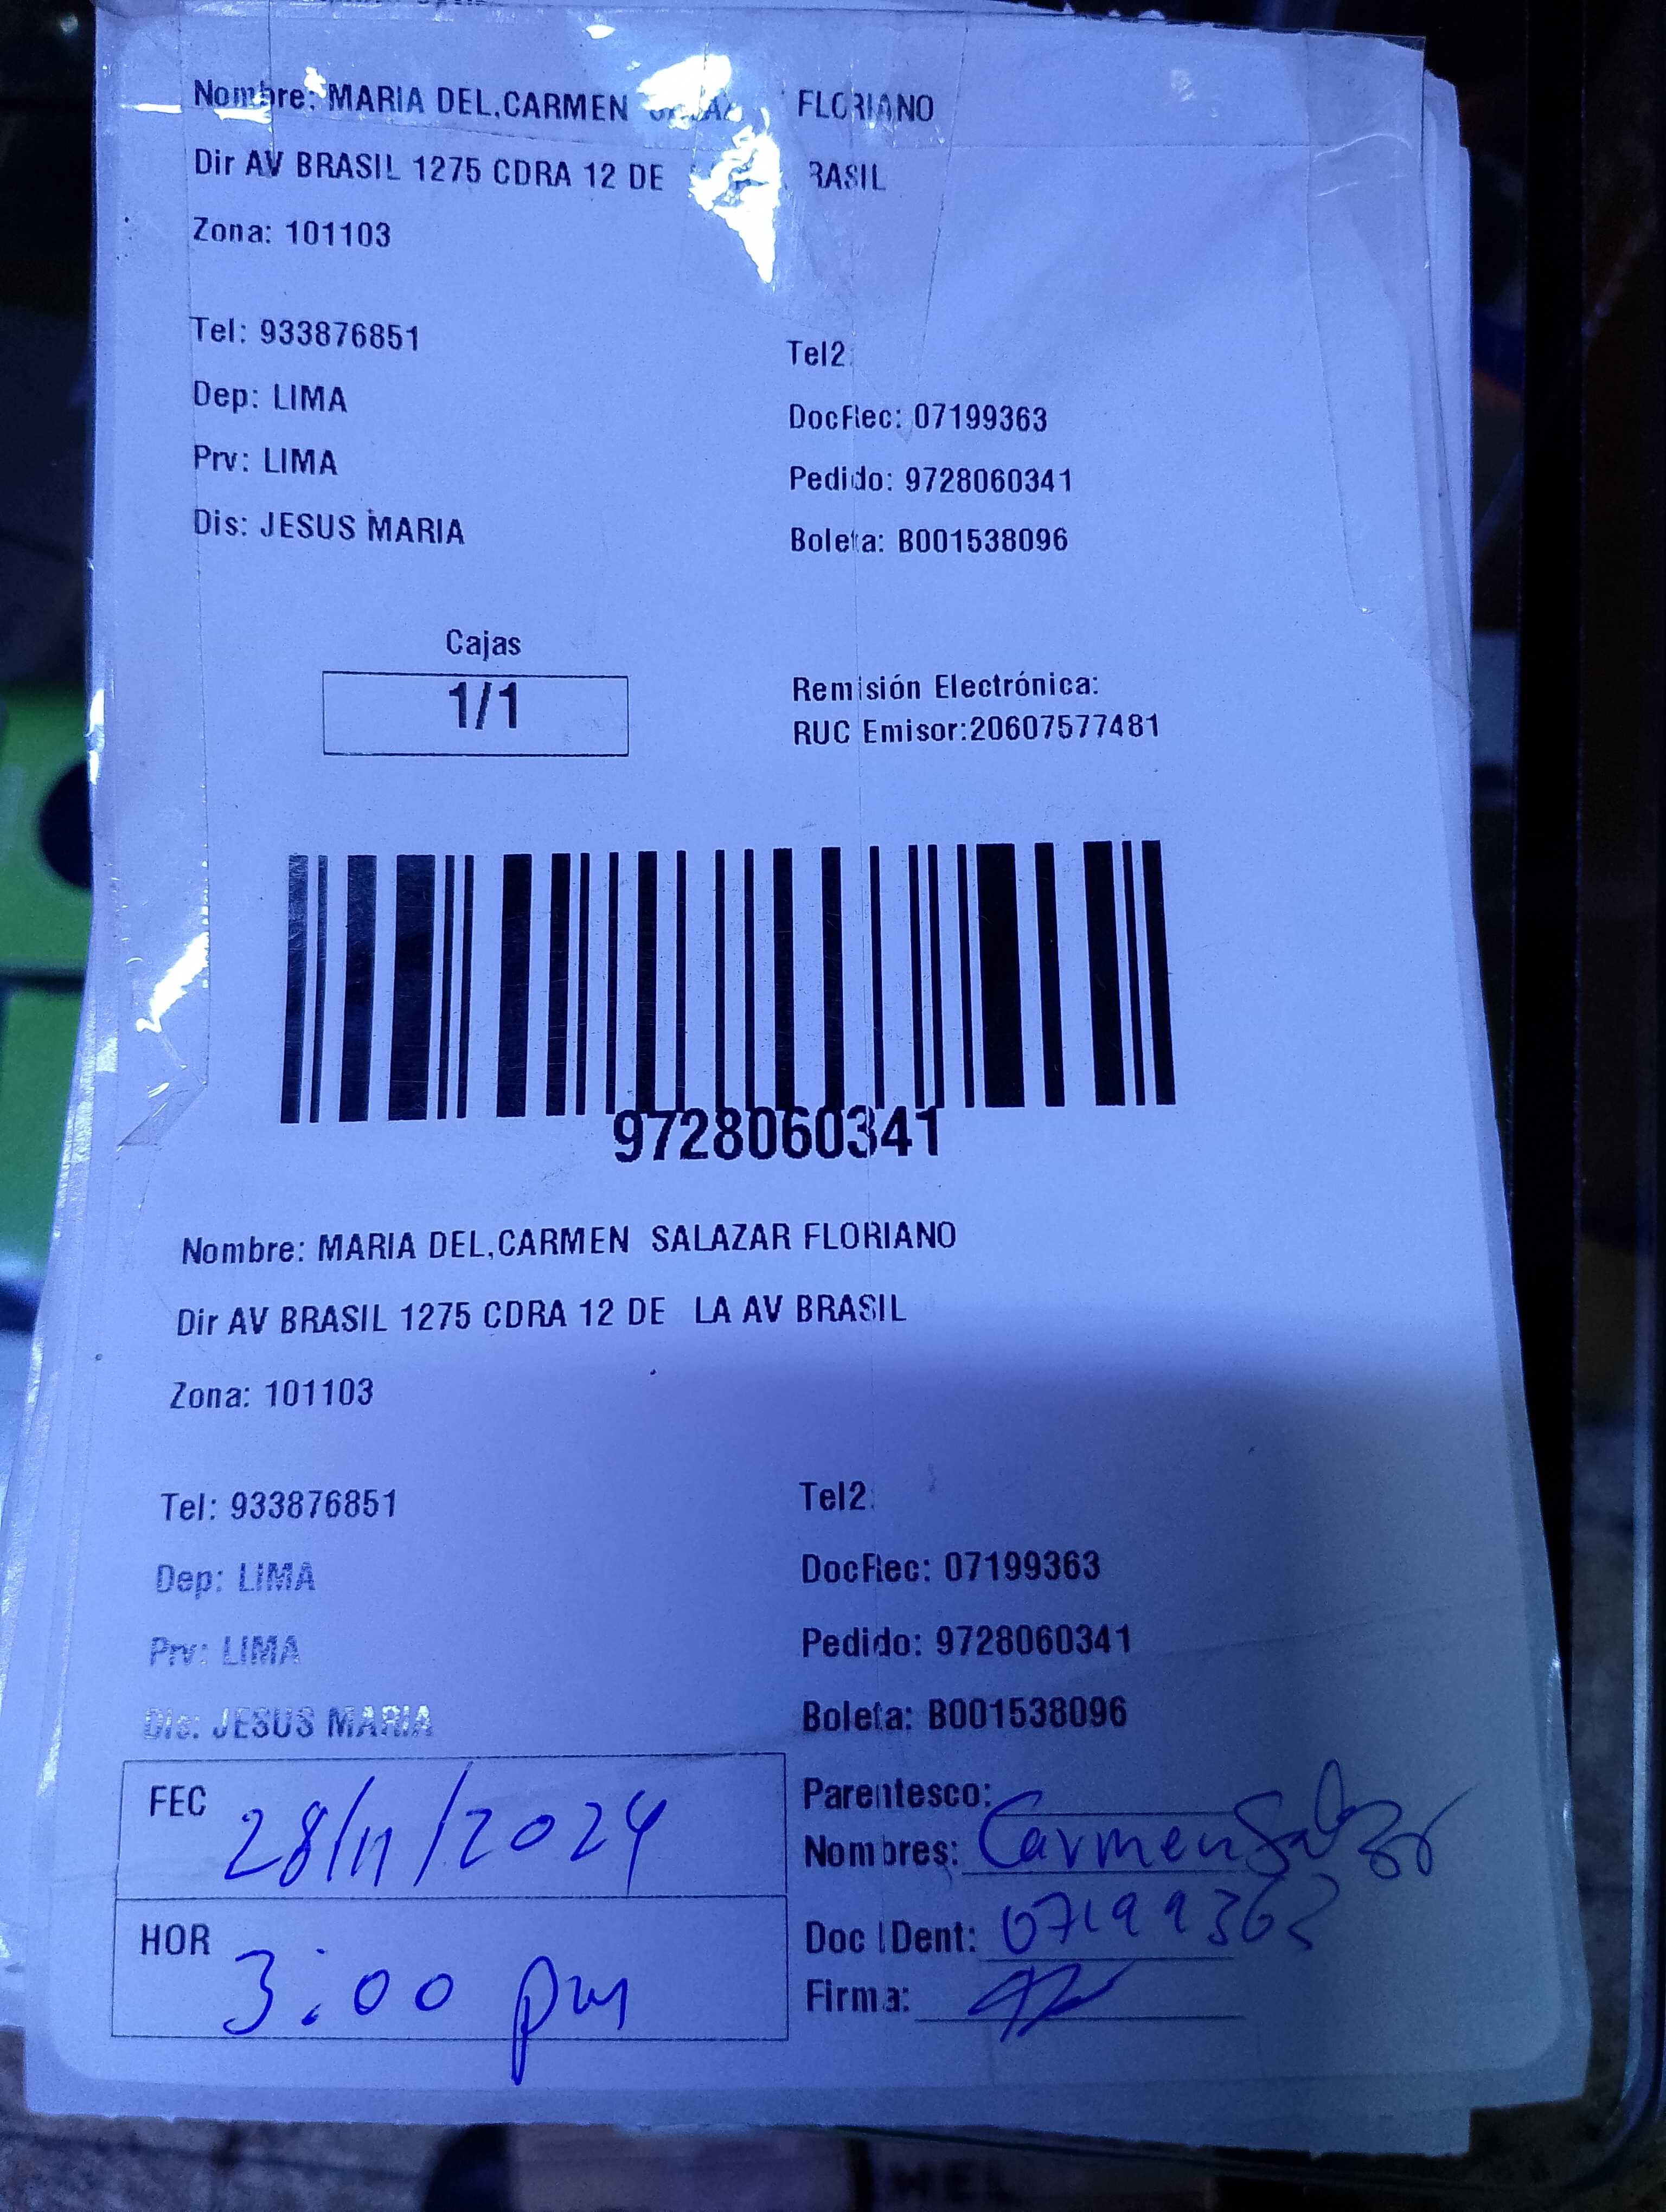 Nombre: MARIA DEL,CARMEN FLORIANO
Dir AV BRASIL 1275 CDRA 12 DE RASIL
Zona: 101103
Tel: 933876851
Tel2:
Dep: LIMA
DocRec: 07199363
Prv: LIMA
Pedido: 9728060341
Dis: JESUS MARIA
Boleta: B001538096
Cajas
1/1
Remisión Electrónica:
RUC Emisor:20607577481
9728060341
Nombre: MARIA DEL,CARMEN SALAZAR FLORIANO
Dir AV BRASIL 1275 CDRA 12 DE LA AV BRASIL
Zona: 101103
Tel: 933876851
Tel2:
Dep: LIMA
DocRec: 07199363
Prv: LIMA
Pedido: 9728060341
Dis: JESUS MARIA
Boleta: B001538096
FEC 28/11/2024
Parentesco:
Nombres: Carmen Salazar
HOR 3:00 pm
Doc IDent: 07199363
Firma: